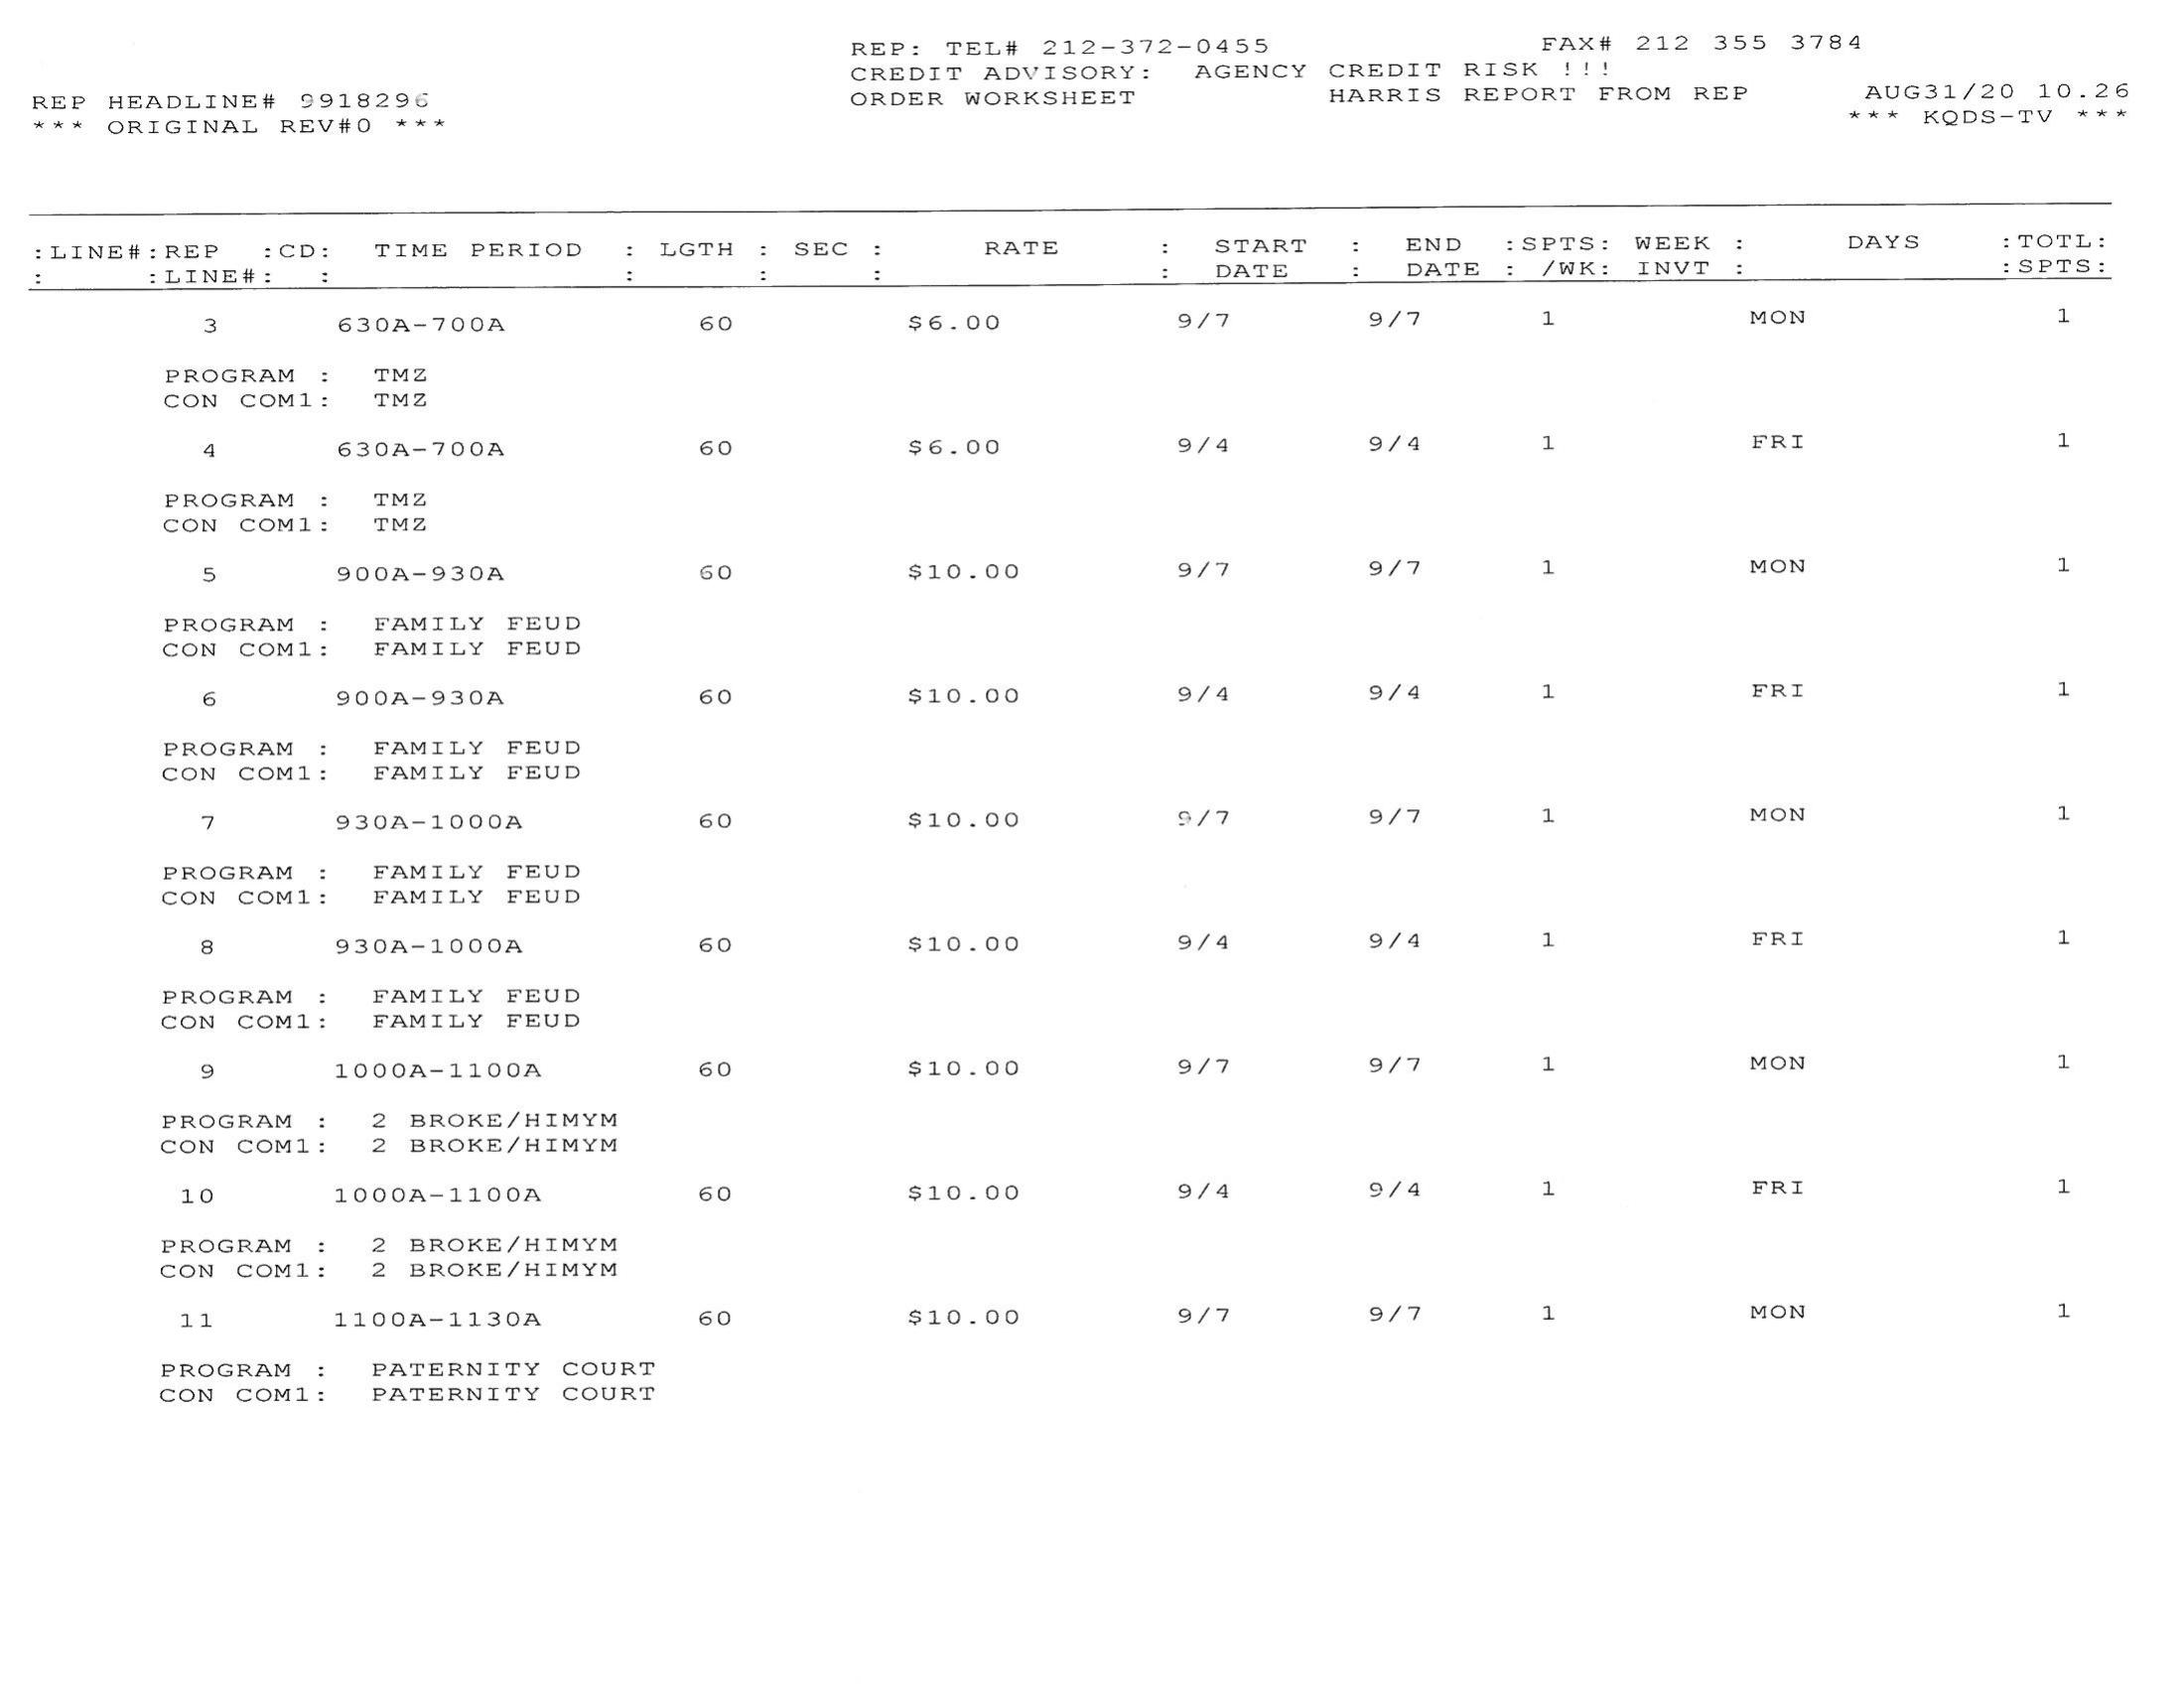 REP: TEL# 212-372-0455 FAX# 212 355 3784
CREDIT ADVISORY: AGENCY CREDIT RISK !!!
REP HEADLINE# 9918296 ORDER WORKSHEET HARRIS REPORT FROM REP AUG31/20 10.26
*** ORIGINAL REV#0 *** *** KQDS-TV ***
:LINE#:REP :CD: TIME PERIOD : LGTH : SEC : RATE : START : END :SPTS: WEEK : DAYS :TOTL:
: :LINE#: : : : : : DATE : DATE : /WK: INVT : :SPTS:
3 630A-700A 60 $6.00 9/7 9/7 1 MON 1
PROGRAM : TMZ
CON COM1: TMZ
4 630A-700A 60 $6.00 9/4 9/4 1 FRI 1
PROGRAM : TMZ
CON COM1: TMZ
5 900A-930A 60 $10.00 9/7 9/7 1 MON 1
PROGRAM : FAMILY FEUD
CON COM1: FAMILY FEUD
6 900A-930A 60 $10.00 9/4 9/4 1 FRI 1
PROGRAM : FAMILY FEUD
CON COM1: FAMILY FEUD
7 930A-1000A 60 $10.00 9/7 9/7 1 MON 1
PROGRAM : FAMILY FEUD
CON COM1: FAMILY FEUD
8 930A-1000A 60 $10.00 9/4 9/4 1 FRI 1
PROGRAM : FAMILY FEUD
CON COM1: FAMILY FEUD
9 1000A-1100A 60 $10.00 9/7 9/7 1 MON 1
PROGRAM : 2 BROKE/HIMYM
CON COM1: 2 BROKE/HIMYM
10 1000A-1100A 60 $10.00 9/4 9/4 1 FRI 1
PROGRAM : 2 BROKE/HIMYM
CON COM1: 2 BROKE/HIMYM
11 1100A-1130A 60 $10.00 9/7 9/7 1 MON 1
PROGRAM : PATERNITY COURT
CON COM1: PATERNITY COURT